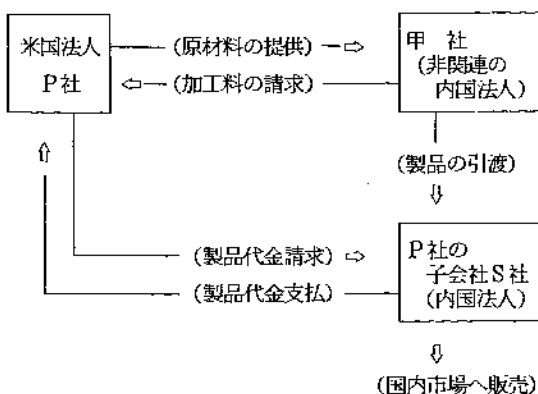 米国法人
P社
(原材料の提供) ⇨
⇦ (加工料の請求)
甲 社
(非関連の
内国法人)
⇧
(製品の引渡)
⇩
(製品代金請求) ⇨
(製品代金支払)
P社の
子会社S社
(内国法人)
⇩
(国内市場へ販売)